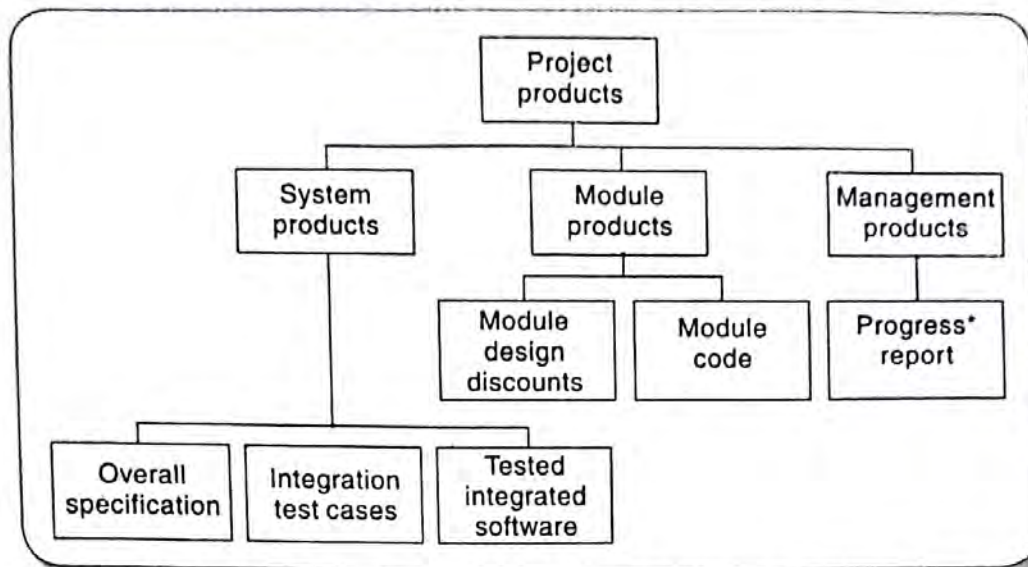 Project
products
System
products
Module
products
Management
products
Module
design
discounts
Module
code
Progress*
report
Overall
specification
Integration
test cases
Tested
integrated
software